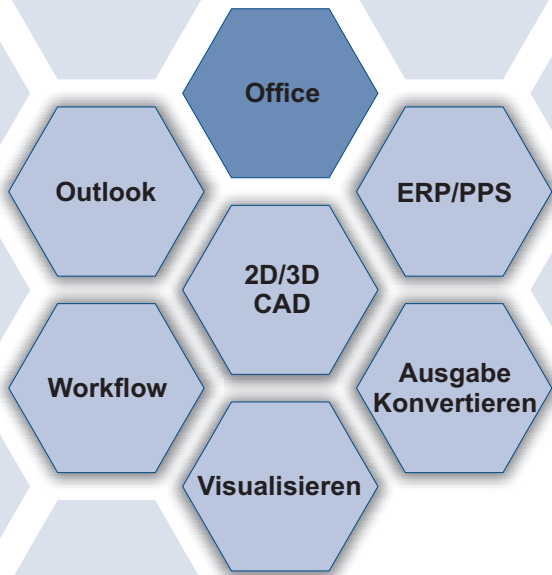 Office
Outlook
ERP/PPS
2D/3D
CAD
Workflow
Ausgabe
Konvertieren
Visualisieren